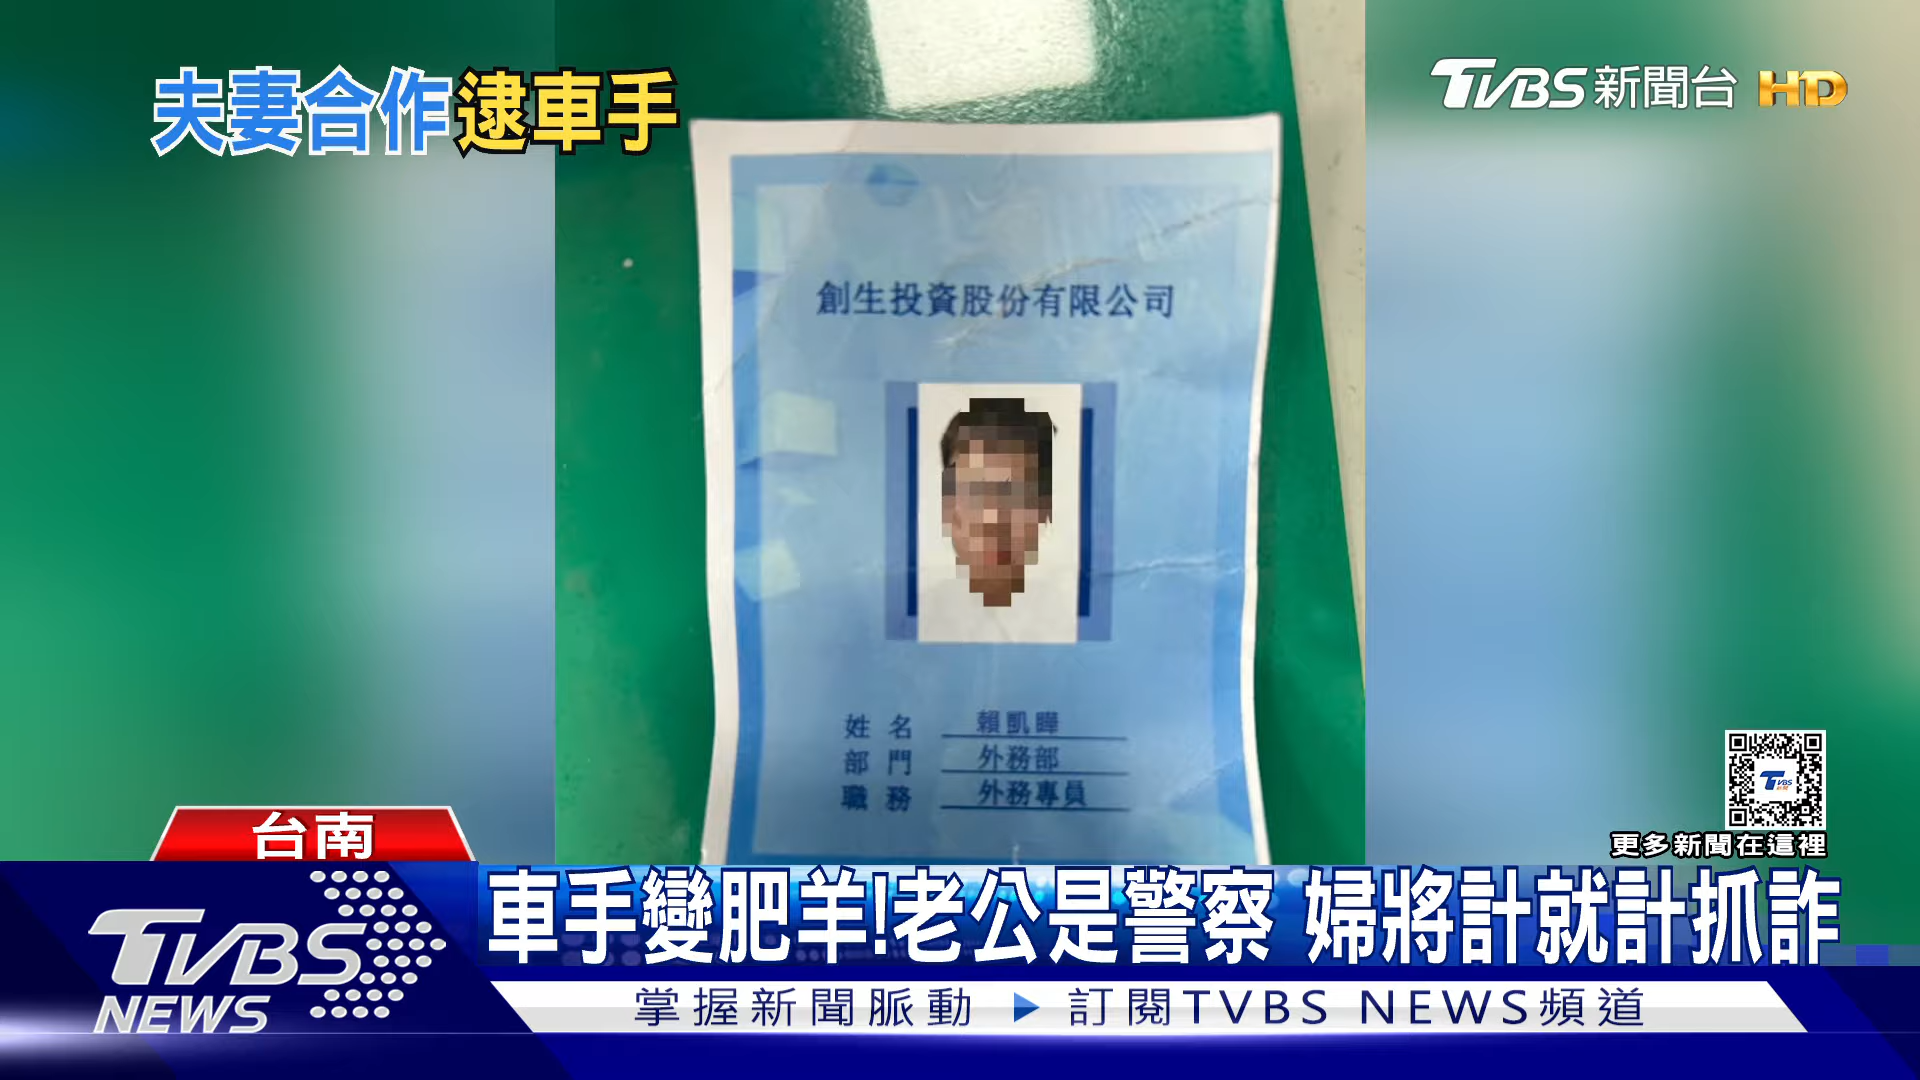 夫妻合作逮車手
TVBS新聞台 HD
創生投資股份有限公司
姓名 賴凱曄
部門 外務部
職務 外務專員
TVBS
更多新聞在這裡
台南
車手變肥羊!老公是警察 婦將計就計抓詐
TVBS NEWS
掌握新聞脈動 ▶ 訂閱TVBS NEWS頻道